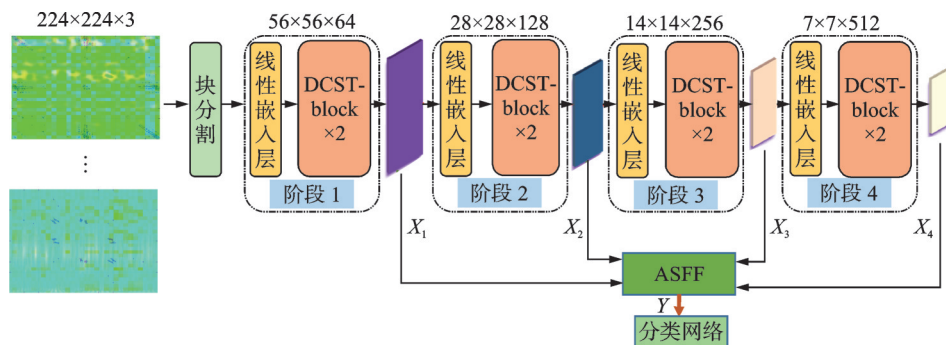 224×224×3
56×56×64
28×28×128
14×14×256
7×7×512
⋮
块分割
线性嵌入层
DCST-
block
×2
阶段 1
线性嵌入层
DCST-
block
×2
阶段 2
线性嵌入层
DCST-
block
×2
阶段 3
线性嵌入层
DCST-
block
×2
阶段 4
X₁
X₂
X₃
X₄
ASFF
Y
分类网络